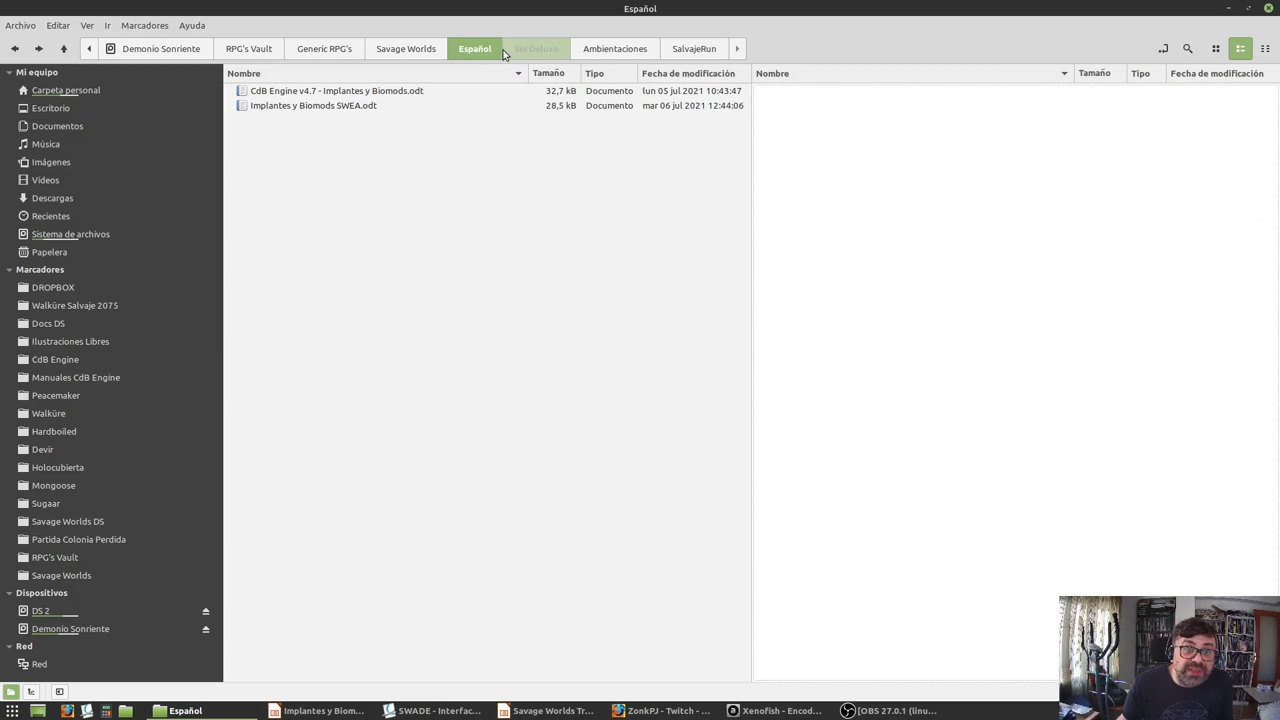 Español
Archivo Editar Ver Ir Marcadores Ayuda
Demonio Sonriente RPG's Vault Generic RPG's Savage Worlds Español SW Deluxe Ambientaciones SalvajeRun
Nombre Tamaño Tipo Fecha de modificación Nombre Tamaño Tipo Fecha de modificación
CdB Engine v4.7 - Implantes y Biomods.odt 32,7 kB Documento lun 05 jul 2021 10:43:47
Implantes y Biomods SWEA.odt 28,5 kB Documento mar 06 jul 2021 12:44:06
Mi equipo
Carpeta personal
Escritorio
Documentos
Música
Imágenes
Vídeos
Descargas
Recientes
Sistema de archivos
Papelera
Marcadores
DROPBOX
Walküre Salvaje 2075
Docs DS
Ilustraciones Libres
CdB Engine
Manuales CdB Engine
Peacemaker
Walküre
Hardboiled
Devir
Holocubierta
Mongoose
Sugaar
Savage Worlds DS
Partida Colonia Perdida
RPG's Vault
Savage Worlds
Dispositivos
DS 2
Demonio Sonriente
Red
Red
Español Implantes y Biom... SWADE - Interfac... Savage Worlds Tr... ZonkPJ - Twitch - ... Xenofish - Encod... [OBS 27.0.1 (linu...